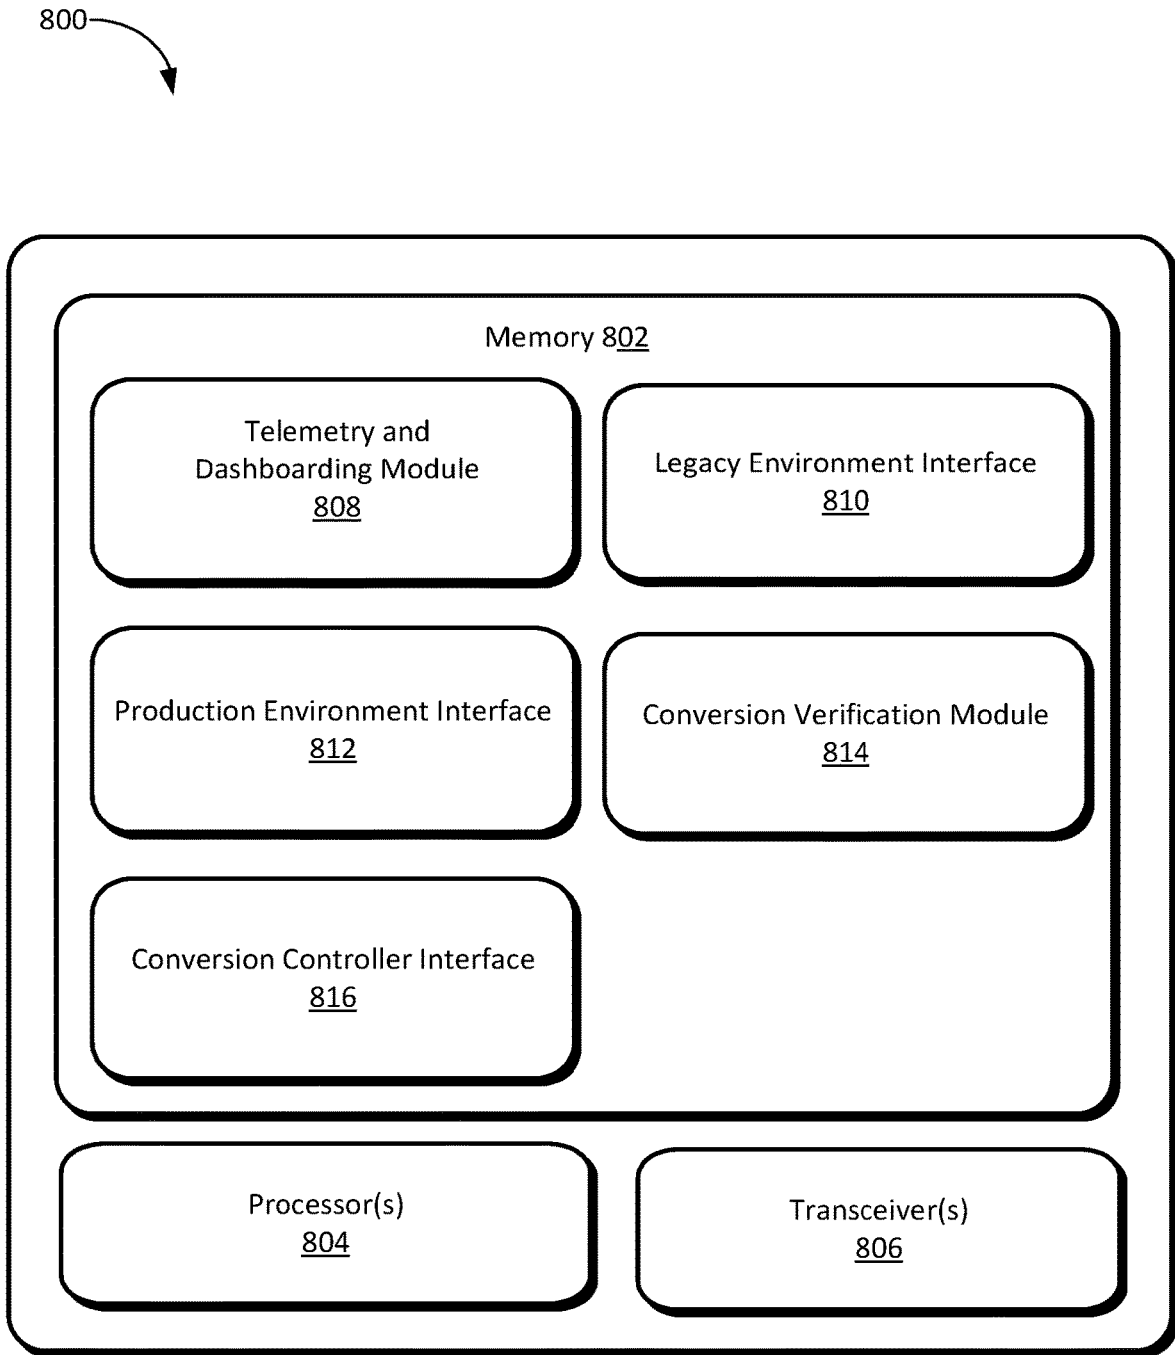 800
Memory 802
Telemetry and
Dashboarding Module
808
Legacy Environment Interface
810
Production Environment Interface
812
Conversion Verification Module
814
Conversion Controller Interface
816
Processor(s)
804
Transceiver(s)
806